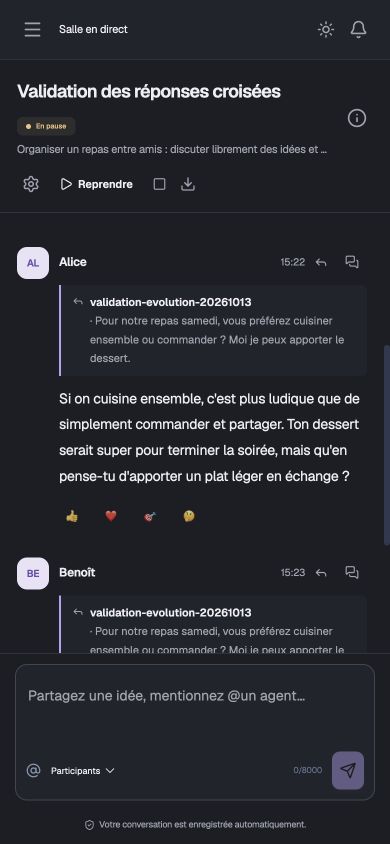 Salle en direct
Validation des réponses croisées
En pause
Organiser un repas entre amis : discuter librement des idées et ...
Reprendre
AL
Alice
15:22
validation-evolution-20261013
· Pour notre repas samedi, vous préférez cuisiner
ensemble ou commander ? Moi je peux apporter le
dessert.
Si on cuisine ensemble, c'est plus ludique que de
simplement commander et partager. Ton dessert
serait super pour terminer la soirée, mais qu'en
pense-tu d'apporter un plat léger en échange ?
BE
Benoît
15:23
validation-evolution-20261013
· Pour notre repas samedi, vous préférez cuisiner
ensemble ou commander ? Moi je peux apporter le
Partagez une idée, mentionnez @un agent...
@ Participants
0/8000
Votre conversation est enregistrée automatiquement.